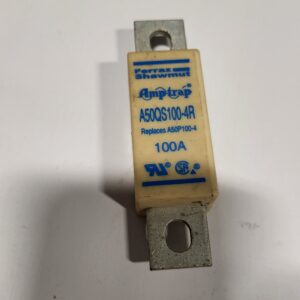 Ferraz
Shawmut
Amp-trap
A50QS100-4R
Replaces A50P100-4
100A